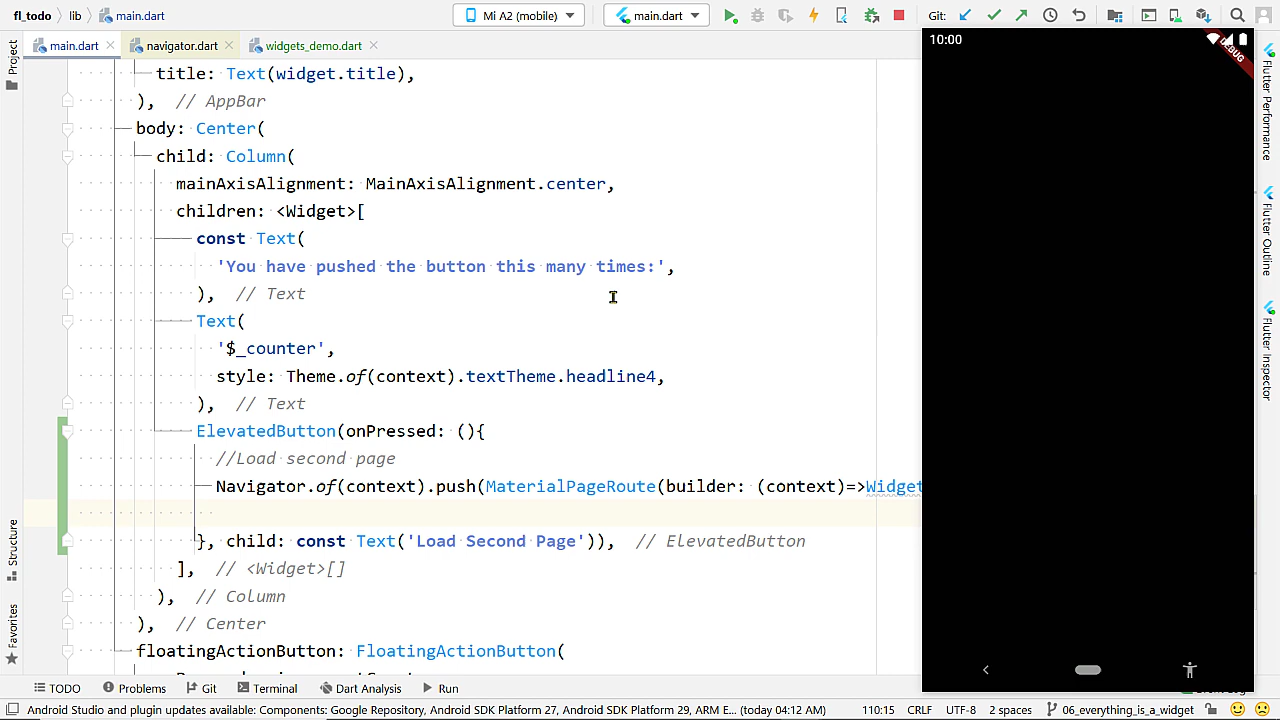 fl_todo lib main.dart Mi A2 (mobile) main.dart Git:
main.dart navigator.dart widgets_demo.dart
10:00
DEBUG
Project
Structure
Favorites
title: Text(widget.title),
), // AppBar
body: Center(
child: Column(
mainAxisAlignment: MainAxisAlignment.center,
children: <Widget>[
const Text(
'You have pushed the button this many times:',
), // Text
Text(
'$_counter',
style: Theme.of(context).textTheme.headline4,
), // Text
ElevatedButton(onPressed: (){
//Load second page
Navigator.of(context).push(MaterialPageRoute(builder: (context)=>Widget
}, child: const Text('Load Second Page')), // ElevatedButton
], // <Widget>[]
), // Column
), // Center
floatingActionButton: FloatingActionButton(
Flutter Performance
Flutter Outline
Flutter Inspector
TODO Problems Git Terminal Dart Analysis Run
Android Studio and plugin updates available: Components: Google Repository, Android SDK Platform 27, Android SDK Platform 29, ARM E... (today 04:12 AM) 110:15 CRLF UTF-8 2 spaces 06_everything_is_a_widget